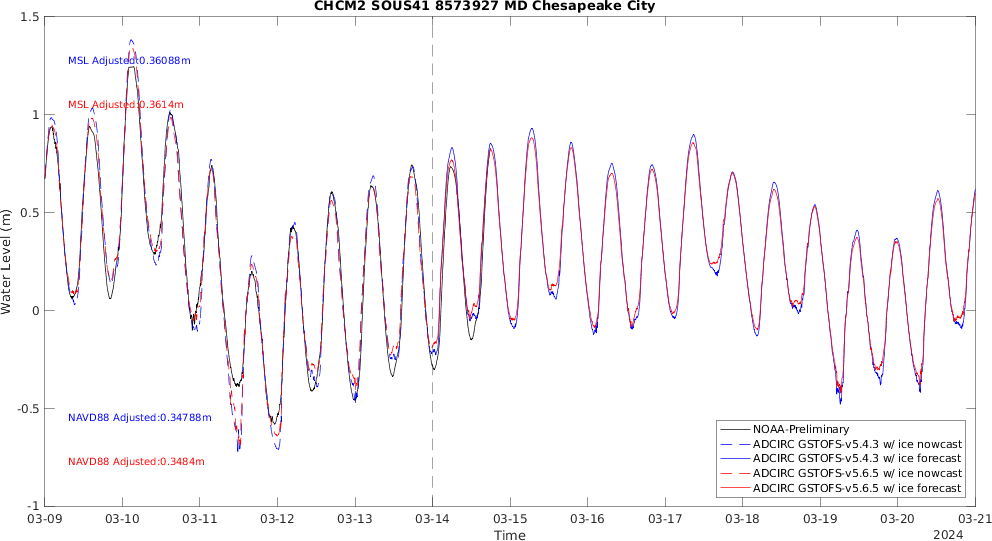 CHCM2 SOUS41 8573927 MD Chesapeake City
1.5
1
0.5
0
-0.5
-1
Water Level (m)
MSL Adjusted:0.36088m
MSL Adjusted:0.3614m
NAVD88 Adjusted:0.34788m
NAVD88 Adjusted:0.3484m
NOAA-Preliminary
ADCIRC GSTOFS-v5.4.3 w/ ice nowcast
ADCIRC GSTOFS-v5.4.3 w/ ice forecast
ADCIRC GSTOFS-v5.6.5 w/ ice nowcast
ADCIRC GSTOFS-v5.6.5 w/ ice forecast
03-09 03-10 03-11 03-12 03-13 03-14 03-15 03-16 03-17 03-18 03-19 03-20 03-21
Time
2024